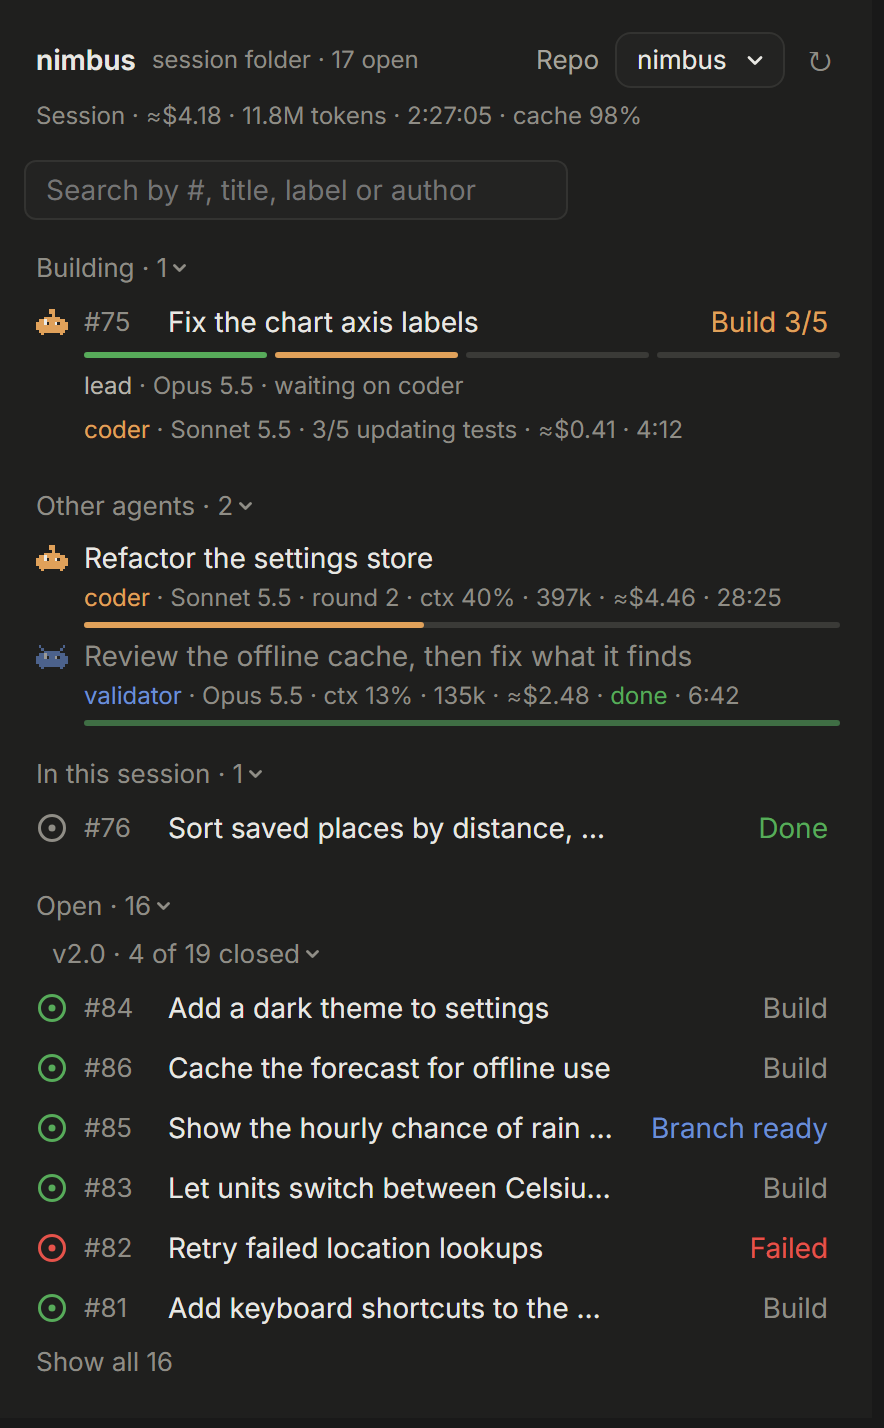 nimbus session folder · 17 open Repo nimbus
Session · ≈$4.18 · 11.8M tokens · 2:27:05 · cache 98%
Search by #, title, label or author
Building · 1
#75 Fix the chart axis labels Build 3/5
lead · Opus 5.5 · waiting on coder
coder · Sonnet 5.5 · 3/5 updating tests · ≈$0.41 · 4:12
Other agents · 2
Refactor the settings store
coder · Sonnet 5.5 · round 2 · ctx 40% · 397k · ≈$4.46 · 28:25
Review the offline cache, then fix what it finds
validator · Opus 5.5 · ctx 13% · 135k · ≈$2.48 · done · 6:42
In this session · 1
#76 Sort saved places by distance, ... Done
Open · 16
v2.0 · 4 of 19 closed
#84 Add a dark theme to settings Build
#86 Cache the forecast for offline use Build
#85 Show the hourly chance of rain ... Branch ready
#83 Let units switch between Celsiu... Build
#82 Retry failed location lookups Failed
#81 Add keyboard shortcuts to the ... Build
Show all 16